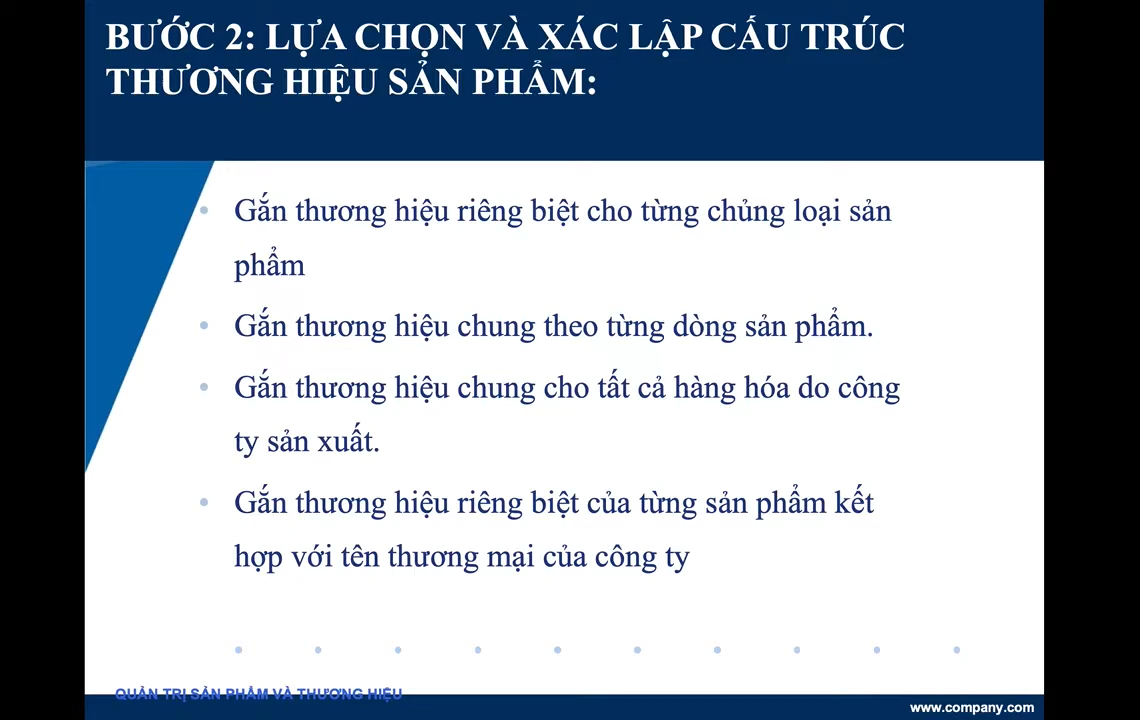 BƯỚC 2: LỰA CHỌN VÀ XÁC LẬP CẤU TRÚC
THƯƠNG HIỆU SẢN PHẨM:
• Gắn thương hiệu riêng biệt cho từng chủng loại sản
phẩm
• Gắn thương hiệu chung theo từng dòng sản phẩm.
• Gắn thương hiệu chung cho tất cả hàng hóa do công
ty sản xuất.
• Gắn thương hiệu riêng biệt của từng sản phẩm kết
hợp với tên thương mại của công ty
QUẢN TRỊ SẢN PHẨM VÀ THƯƠNG HIỆU
www.company.com